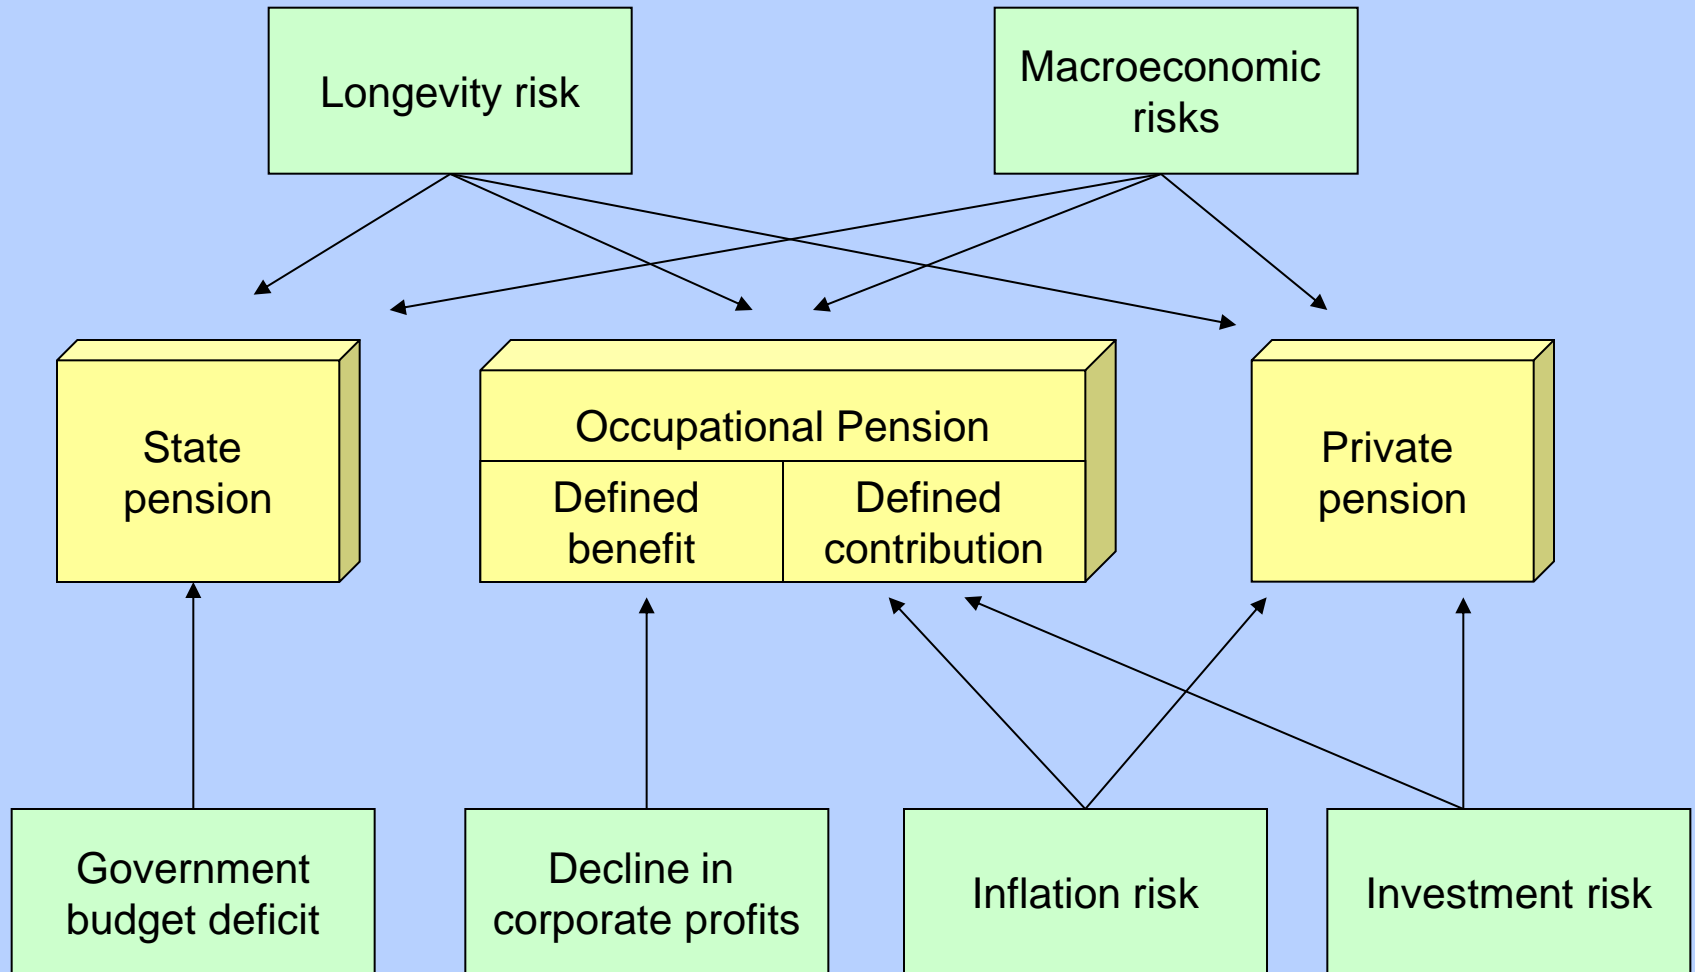 Longevity risk
Macroeconomic
risks
State
pension
Occupational Pension
Defined
benefit
Defined
contribution
Private
pension
Government
budget deficit
Decline in
corporate profits
Inflation risk
Investment risk